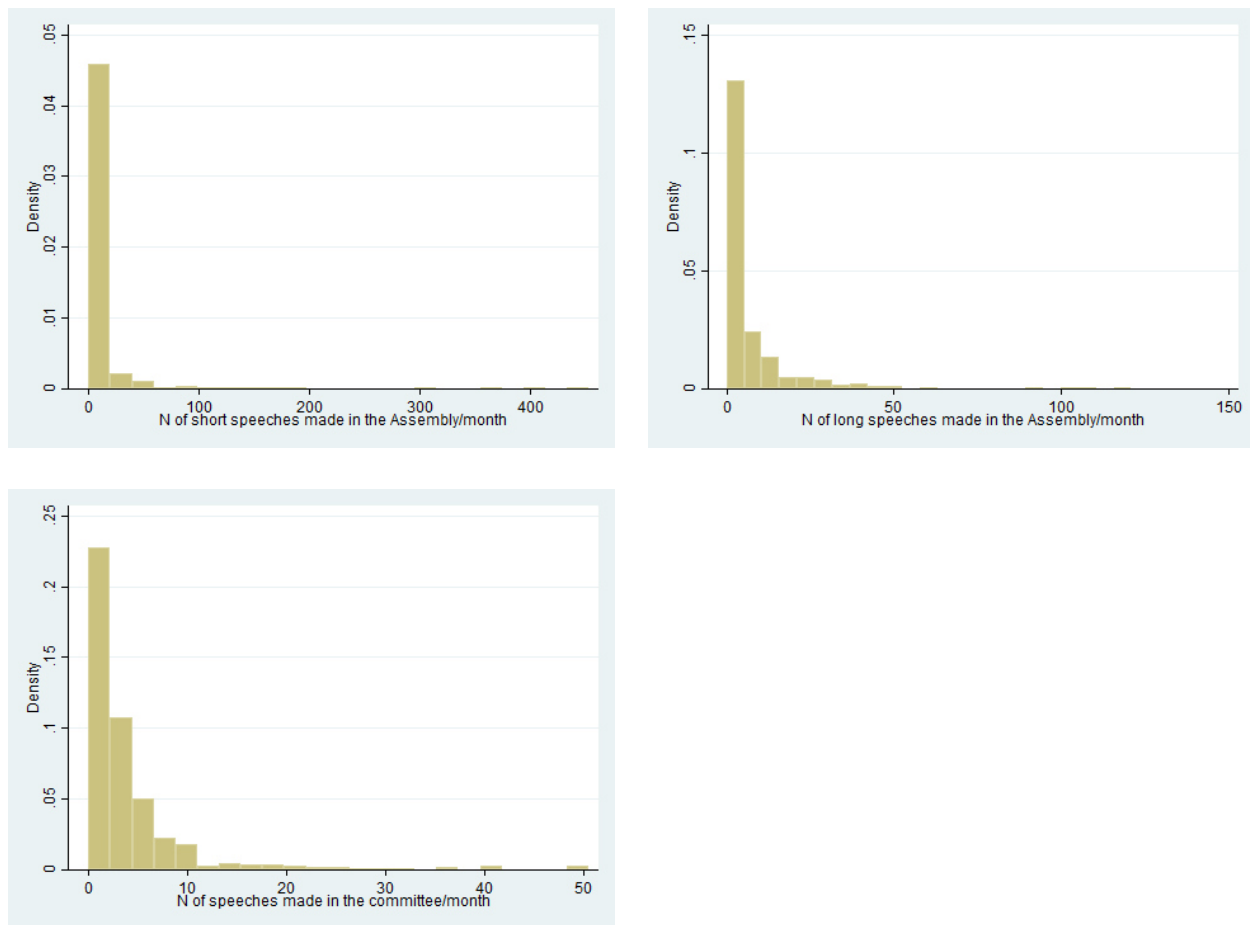 Density
.05
.04
.03
.02
.01
0
0 100 200 300 400
N of short speeches made in the Assembly/month
Density
.15
.1
.05
0
0 50 100 150
N of long speeches made in the Assembly/month
Density
.25
.2
.15
.1
.05
0
0 10 20 30 40 50
N of speeches made in the committee/month